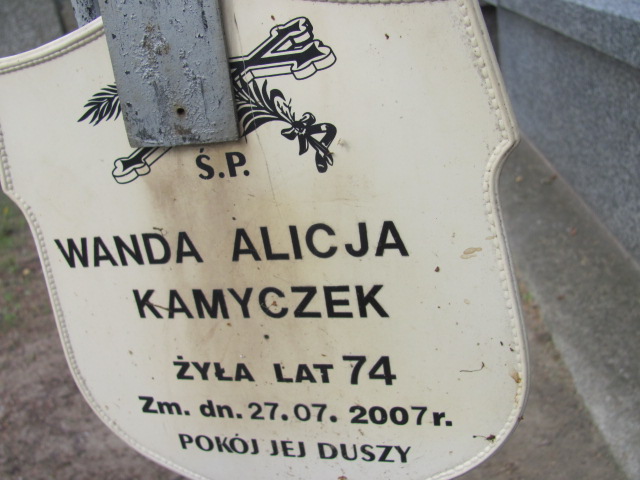 Ś.P.
WANDA ALICJA
KAMYCZEK
ŻYŁA LAT 74
Zm. dn. 27.07. 2007r.
POKÓJ JEJ DUSZY